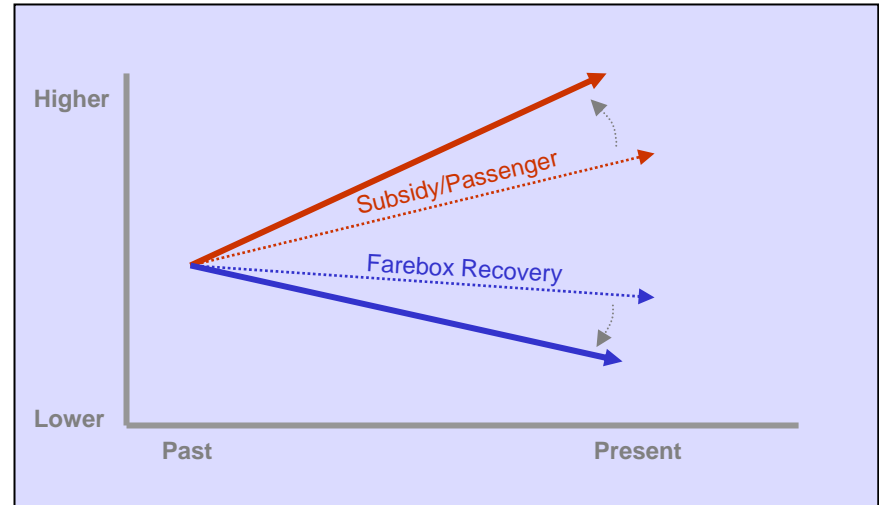 Higher
Subsidy/Passenger
Farebox Recovery
Lower
Past
Present